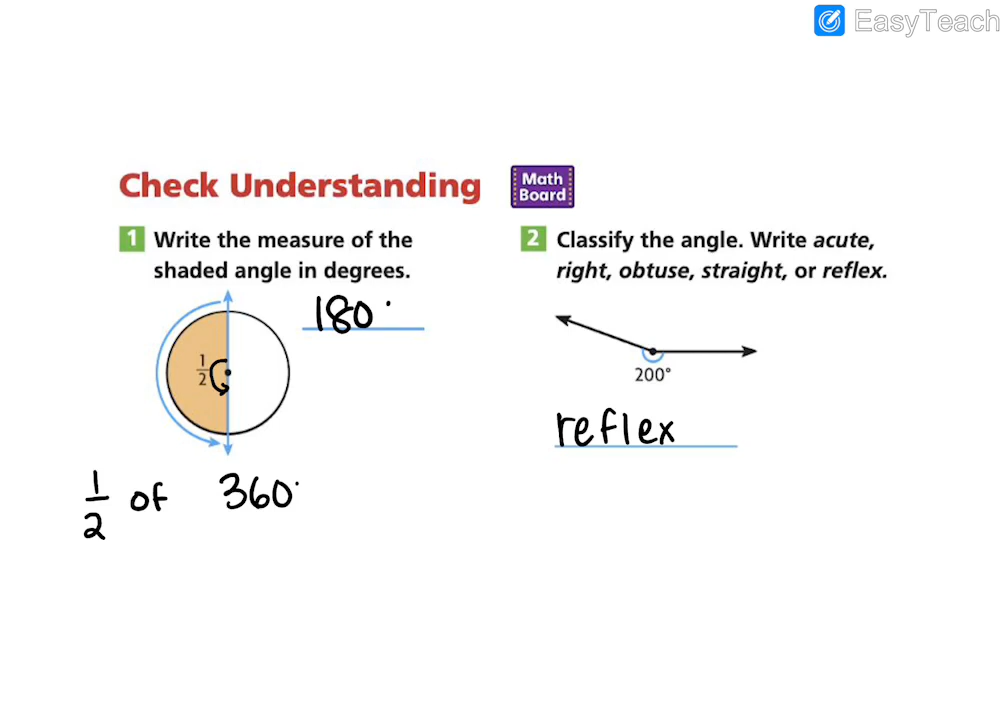 EasyTeach
Check Understanding
Math
Board
1 Write the measure of the
shaded angle in degrees.
180°
1/2
1/2 of 360°
2 Classify the angle. Write acute,
right, obtuse, straight, or reflex.
200°
reflex